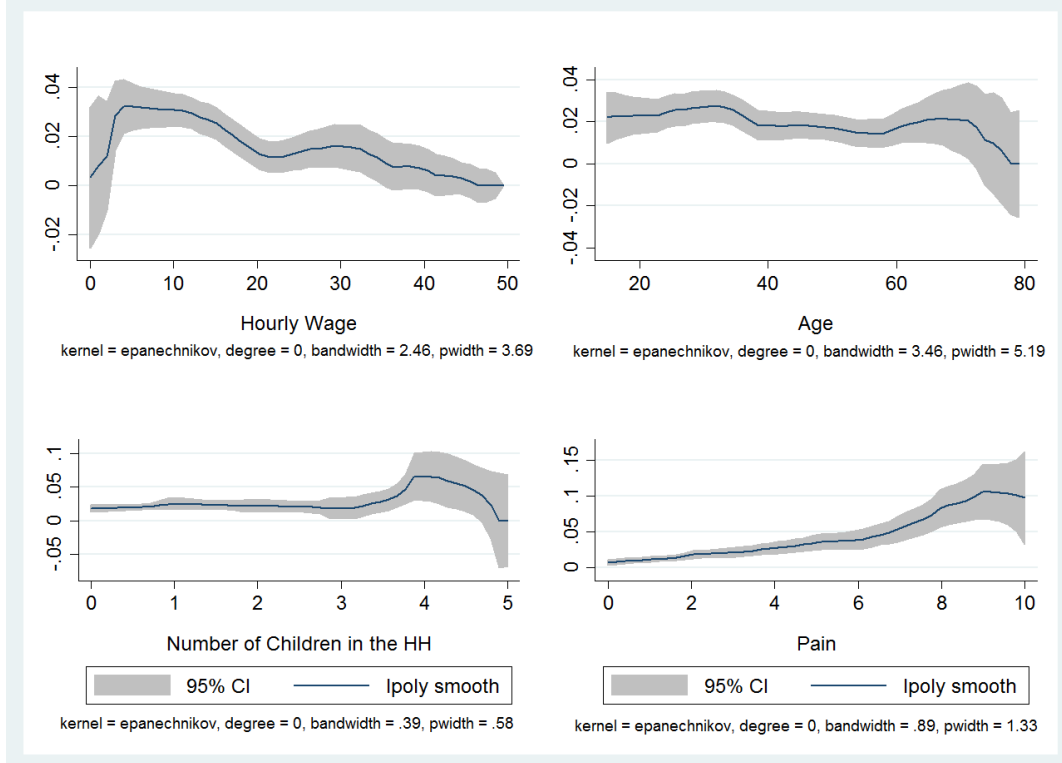 .04
.02
0
-.02
0 10 20 30 40 50
Hourly Wage
kernel = epanechnikov, degree = 0, bandwidth = 2.46, pwidth = 3.69
.04
.02
0
-.02
-.04
20 40 60 80
Age
kernel = epanechnikov, degree = 0, bandwidth = 3.46, pwidth = 5.19
.1
.05
0
-.05
0 1 2 3 4 5
Number of Children in the HH
95% CI lpoly smooth
kernel = epanechnikov, degree = 0, bandwidth = .39, pwidth = .58
.15
.1
.05
0
0 2 4 6 8 10
Pain
95% CI lpoly smooth
kernel = epanechnikov, degree = 0, bandwidth = .89, pwidth = 1.33